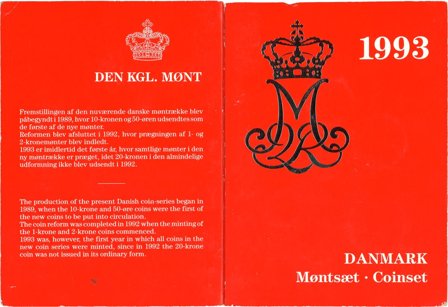 DEN KGL. MØNT
Fremstillingen af den nuværende danske møntrække blev
påbegyndt i 1989, hvor 10-kronen og 50-øren udsendtes som
de første af de nye mønter.
Reformen blev afsluttet i 1992, hvor prægningen af 1- og
2-kronemønter blev indledt.
1993 er imidlertid det første år, hvor samtlige mønter i den
ny møntrække er præget, idet 20-kronen i den almindelige
udformning ikke blev udsendt i 1992.
The production of the present Danish coin-series began in
1989, when the 10-krone and 50-øre coins were the first of
the new coins to be put into circulation.
The coin reform was completed in 1992 when the minting of
the 1-krone and 2-krone coins commenced.
1993 was, however, the first year in which all coins in the
new coin series were minted, since in 1992 the 20-krone
coin was not issued in its ordinary form.
1993
DANMARK
Møntsæt · Coinset